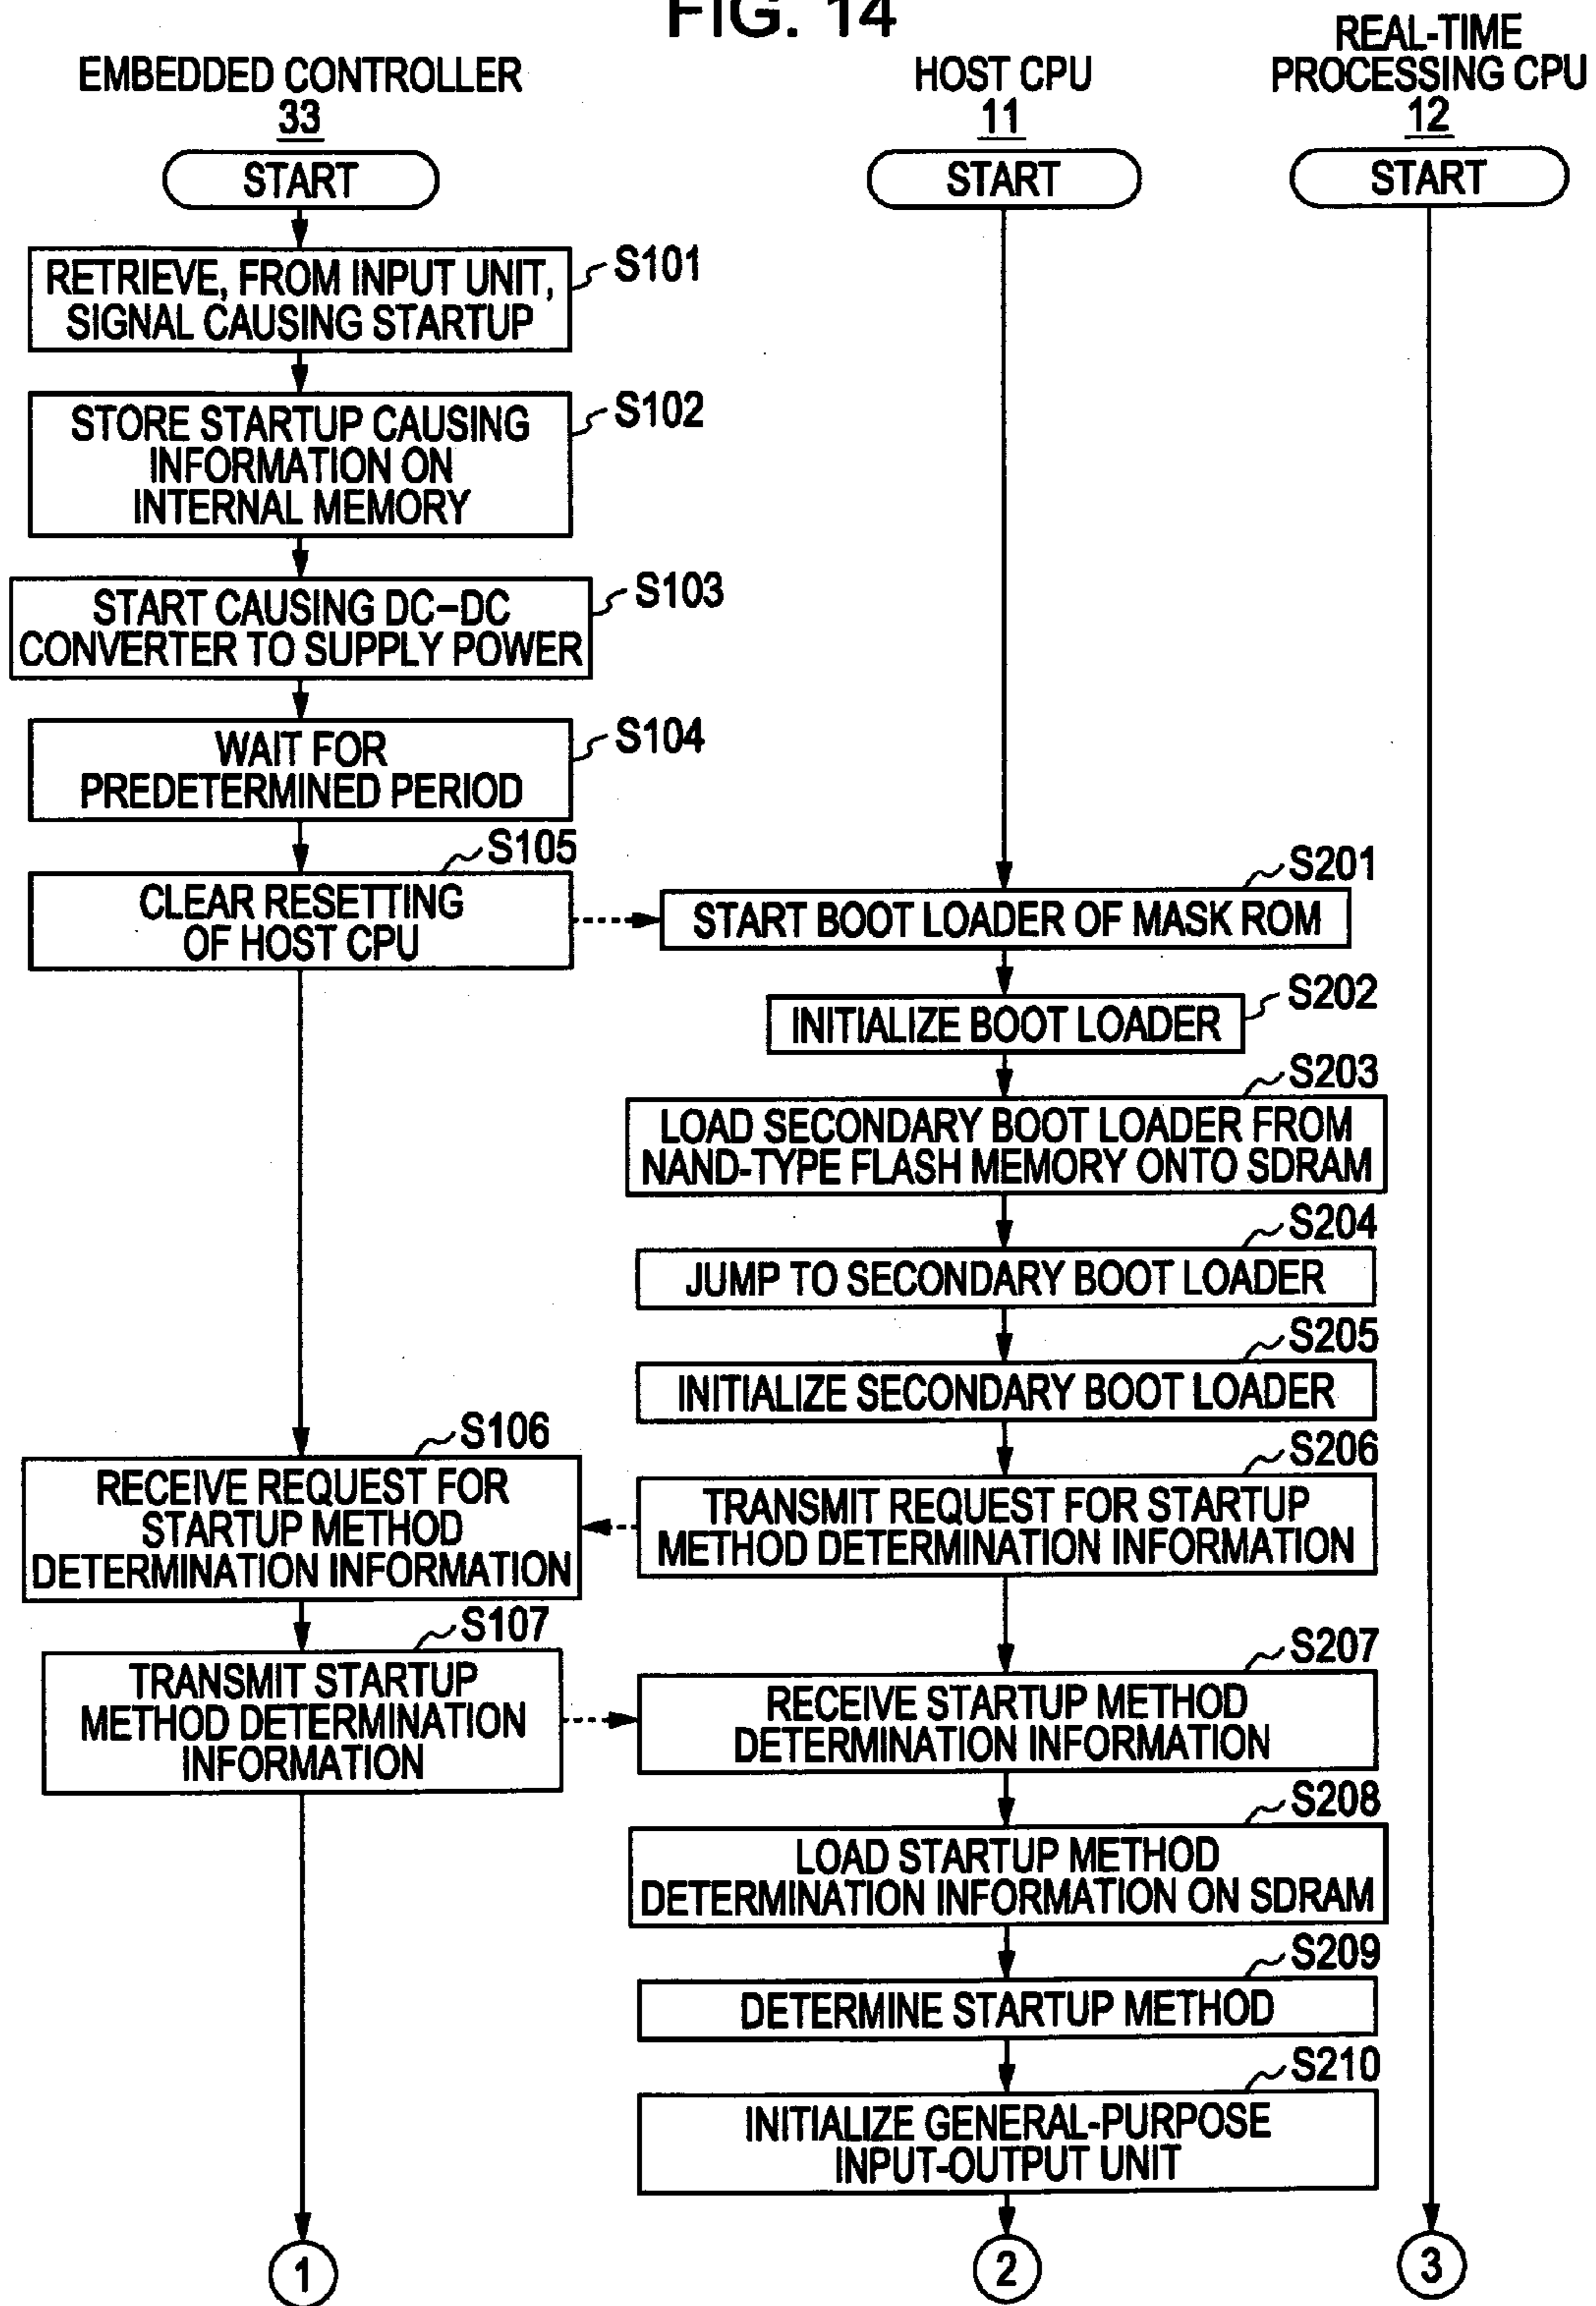 FIG. 14
EMBEDDED CONTROLLER
33
START
RETRIEVE, FROM INPUT UNIT,
SIGNAL CAUSING STARTUP
S101
STORE STARTUP CAUSING
INFORMATION ON
INTERNAL MEMORY
S102
START CAUSING DC-DC
CONVERTER TO SUPPLY POWER
S103
WAIT FOR
PREDETERMINED PERIOD
S104
S105
CLEAR RESETTING
OF HOST CPU
S106
RECEIVE REQUEST FOR
STARTUP METHOD
DETERMINATION INFORMATION
S107
TRANSMIT STARTUP
METHOD DETERMINATION
INFORMATION
1
HOST CPU
11
START
S201
START BOOT LOADER OF MASK ROM
S202
INITIALIZE BOOT LOADER
S203
LOAD SECONDARY BOOT LOADER FROM
NAND-TYPE FLASH MEMORY ONTO SDRAM
S204
JUMP TO SECONDARY BOOT LOADER
S205
INITIALIZE SECONDARY BOOT LOADER
S206
TRANSMIT REQUEST FOR STARTUP
METHOD DETERMINATION INFORMATION
S207
RECEIVE STARTUP METHOD
DETERMINATION INFORMATION
S208
LOAD STARTUP METHOD
DETERMINATION INFORMATION ON SDRAM
S209
DETERMINE STARTUP METHOD
S210
INITIALIZE GENERAL-PURPOSE
INPUT-OUTPUT UNIT
2
REAL-TIME
PROCESSING CPU
12
START
3